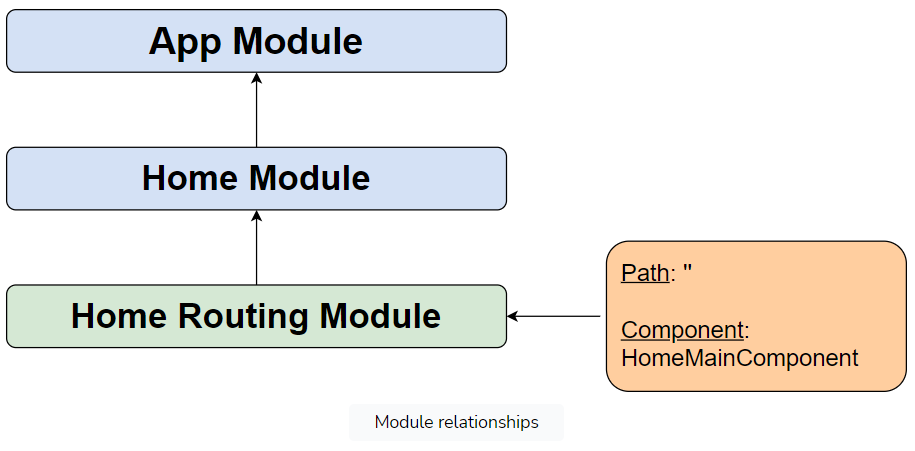 App Module
Home Module
Home Routing Module
Path: ''
Component:
HomeMainComponent
Module relationships